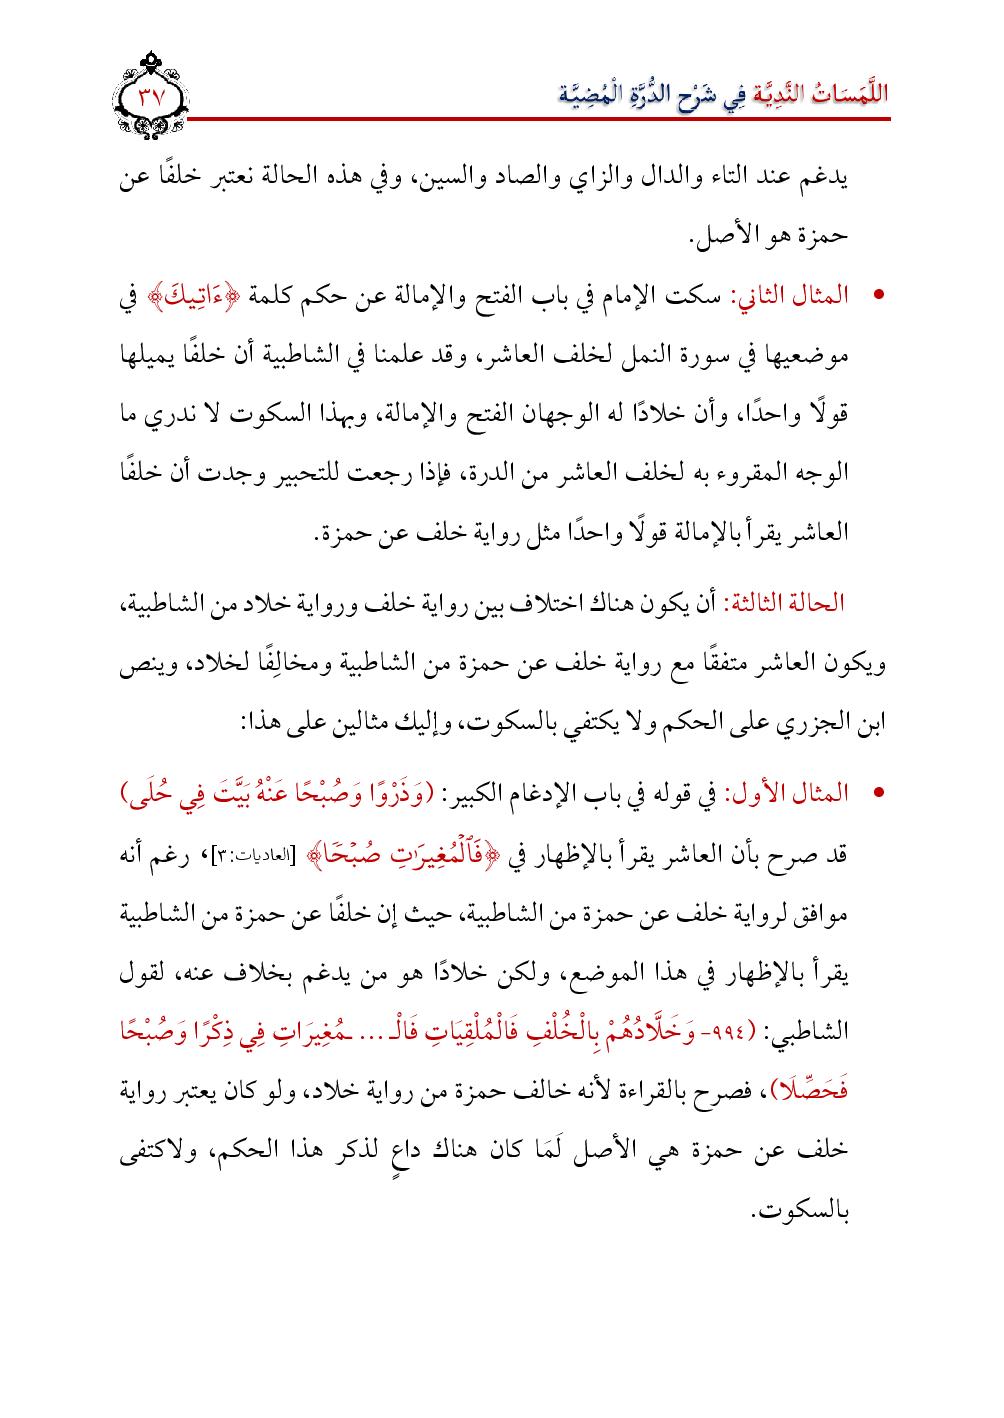 اللَّمَسَاتُ النَّدِيَّة فِي شَرْح الدُّرَّةِ الْمُضِيَّة
٣٧
يدغم عند التاء والدال والزاي والصاد والسين، وفي هذه الحالة نعتبر خلفًا عن
حمزة هو الأصل.
• المثال الثاني: سكت الإمام في باب الفتح والإمالة عن حكم كلمة ﴿ءَاتِيكَ﴾ في
موضعيها في سورة النمل لخلف العاشر، وقد علمنا في الشاطبية أن خلفًا يميلها
قولًا واحدًا، وأن خلادًا له الوجهان الفتح والإمالة، وبهذا السكوت لا ندري ما
الوجه المقروء به لخلف العاشر من الدرة، فإذا رجعت للتحبير وجدت أن خلفًا
العاشر يقرأ بالإمالة قولًا واحدًا مثل رواية خلف عن حمزة.
الحالة الثالثة: أن يكون هناك اختلاف بين رواية خلف ورواية خلاد من الشاطبية،
ويكون العاشر متفقًا مع رواية خلف عن حمزة من الشاطبية ومخالِفًا لخلاد، وينص
ابن الجزري على الحكم ولا يكتفي بالسكوت، وإليك مثالين على هذا:
• المثال الأول: في قوله في باب الإدغام الكبير: (وَذَرْوًا وَصُبْحًا عَنْهُ بَيَّتَ فِي حُلَى)
قد صرح بأن العاشر يقرأ بالإظهار في ﴿فَٱلۡمُغِيرَٰتِ صُبۡحٗا﴾ [العاديات:٣]، رغم أنه
موافق لرواية خلف عن حمزة من الشاطبية، حيث إن خلفًا عن حمزة من الشاطبية
يقرأ بالإظهار في هذا الموضع، ولكن خلادًا هو من يدغم بخلاف عنه، لقول
الشاطبي: (٩٩٤- وَخَلَّادُهُمْ بِالْخُلْفِ فَالْمُلْقِيَاتِ فَالْـ ... ـمُغِيرَاتِ فِي ذِكْرًا وَصُبْحًا
فَحَصِّلَا)، فصرح بالقراءة لأنه خالف حمزة من رواية خلاد، ولو كان يعتبر رواية
خلف عن حمزة هي الأصل لَمَا كان هناك داعٍ لذكر هذا الحكم، ولاكتفى
بالسكوت.